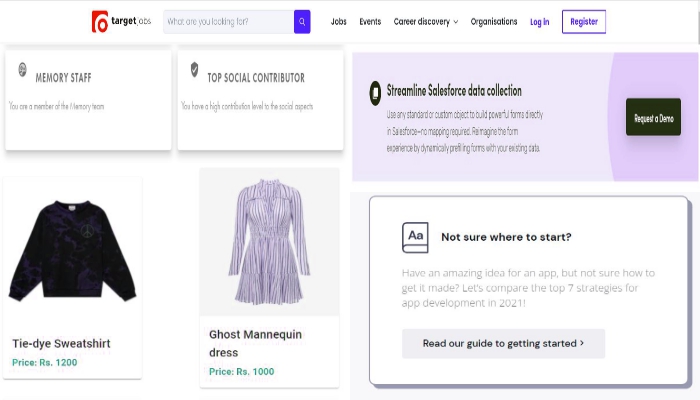 targetjobs
What are you looking for?
Jobs
Events
Career discovery
Organisations
Log in
Register
MEMORY STAFF
You are a member of the Memory team
TOP SOCIAL CONTRIBUTOR
You have a high contribution level to the social aspects
Streamline Salesforce data collection
Use any standard or custom object to build powerful forms directly
in Salesforce—no mapping required. Reimagine the form
experience by dynamically prefilling forms with your existing data.
Request a Demo
Tie-dye Sweatshirt
Price: Rs. 1200
Ghost Mannequin
dress
Price: Rs. 1000
Aa
Not sure where to start?
Have an amazing idea for an app, but not sure how to
get it made? Let's compare the top 7 strategies for
app development in 2021!
Read our guide to getting started >